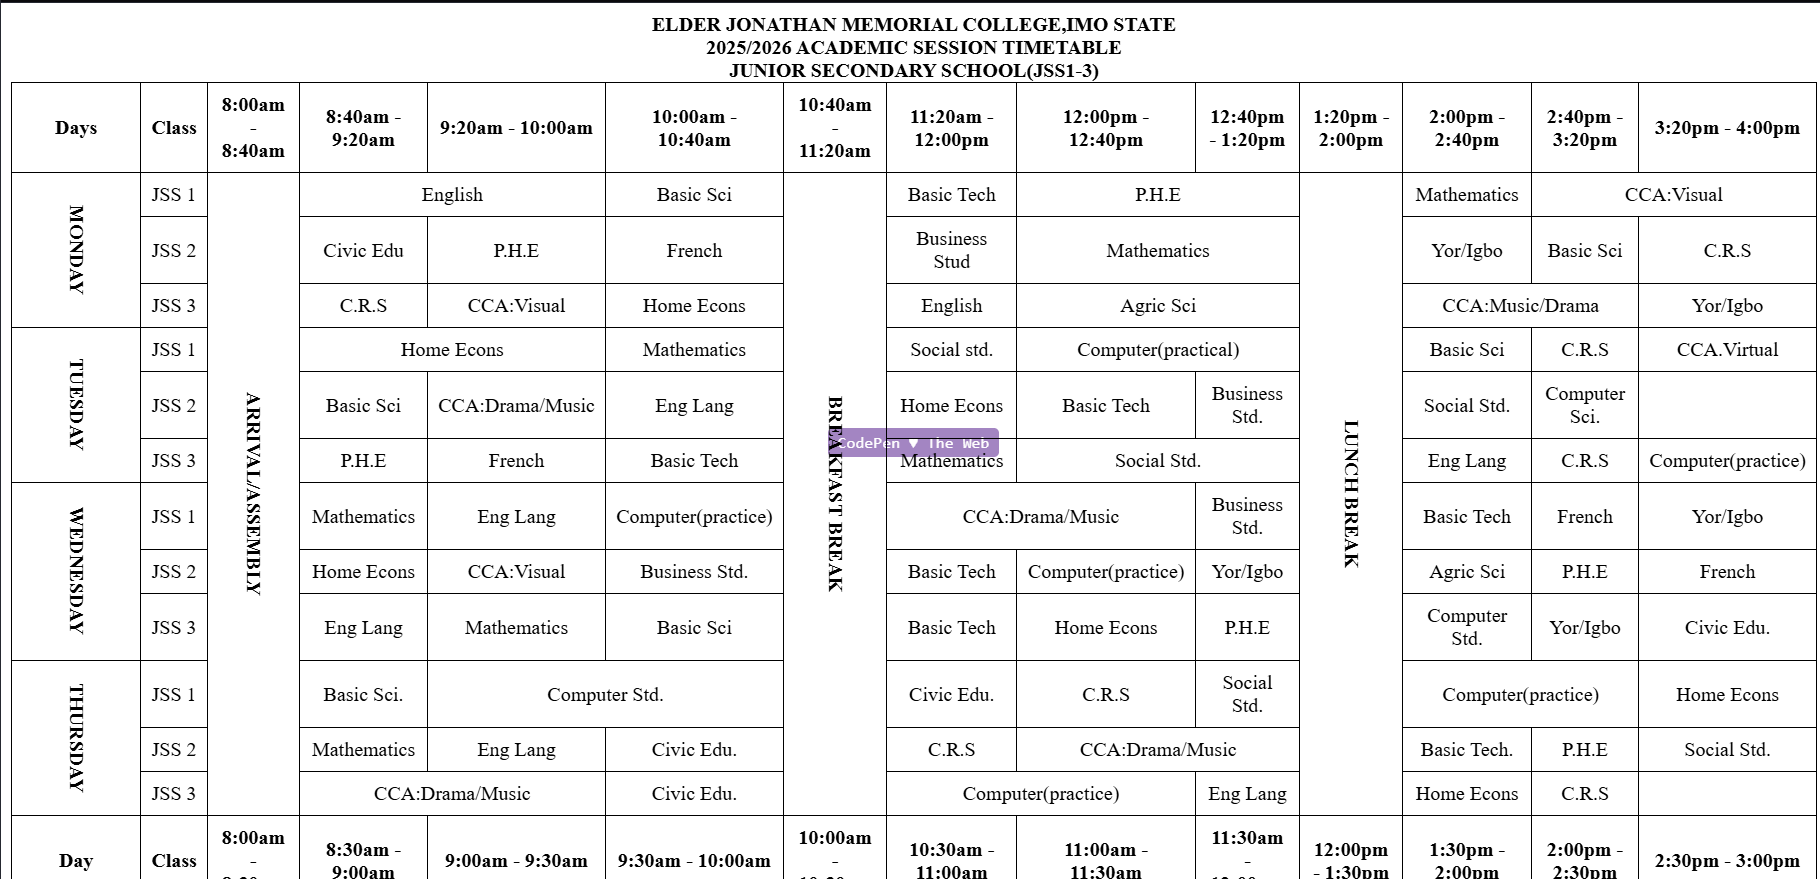 ELDER JONATHAN MEMORIAL COLLEGE,IMO STATE
2025/2026 ACADEMIC SESSION TIMETABLE
JUNIOR SECONDARY SCHOOL(JSS1-3)
Days Class 8:00am - 8:40am 8:40am - 9:20am 9:20am - 10:00am 10:00am - 10:40am 10:40am - 11:20am 11:20am - 12:00pm 12:00pm - 12:40pm 12:40pm - 1:20pm 1:20pm - 2:00pm 2:00pm - 2:40pm 2:40pm - 3:20pm 3:20pm - 4:00pm
MONDAY
ARRIVAL/ASSEMBLY
BREAKFAST BREAK
LUNCH BREAK
JSS 1 English Basic Sci Basic Tech P.H.E Mathematics CCA:Visual
JSS 2 Civic Edu P.H.E French Business Stud Mathematics Yor/Igbo Basic Sci C.R.S
JSS 3 C.R.S CCA:Visual Home Econs English Agric Sci CCA:Music/Drama Yor/Igbo
TUESDAY
JSS 1 Home Econs Mathematics Social std. Computer(practical) Basic Sci C.R.S CCA.Virtual
JSS 2 Basic Sci CCA:Drama/Music Eng Lang Home Econs Basic Tech Business Std. Social Std. Computer Sci.
CodePen ♥ The Web
JSS 3 P.H.E French Basic Tech Mathematics Social Std. Eng Lang C.R.S Computer(practice)
WEDNESDAY
JSS 1 Mathematics Eng Lang Computer(practice) CCA:Drama/Music Business Std. Basic Tech French Yor/Igbo
JSS 2 Home Econs CCA:Visual Business Std. Basic Tech Computer(practice) Yor/Igbo Agric Sci P.H.E French
JSS 3 Eng Lang Mathematics Basic Sci Basic Tech Home Econs P.H.E Computer Std. Yor/Igbo Civic Edu.
THURSDAY
JSS 1 Basic Sci. Computer Std. Civic Edu. C.R.S Social Std. Computer(practice) Home Econs
JSS 2 Mathematics Eng Lang Civic Edu. C.R.S CCA:Drama/Music Basic Tech. P.H.E Social Std.
JSS 3 CCA:Drama/Music Civic Edu. Computer(practice) Eng Lang Home Econs C.R.S
Day Class 8:00am - 8:30am - 9:00am 9:00am - 9:30am 9:30am - 10:00am 10:00am - 10:30am - 11:00am 11:00am - 11:30am 11:30am - 12:00pm - 1:30pm 1:30pm - 2:00pm 2:00pm - 2:30pm 2:30pm - 3:00pm